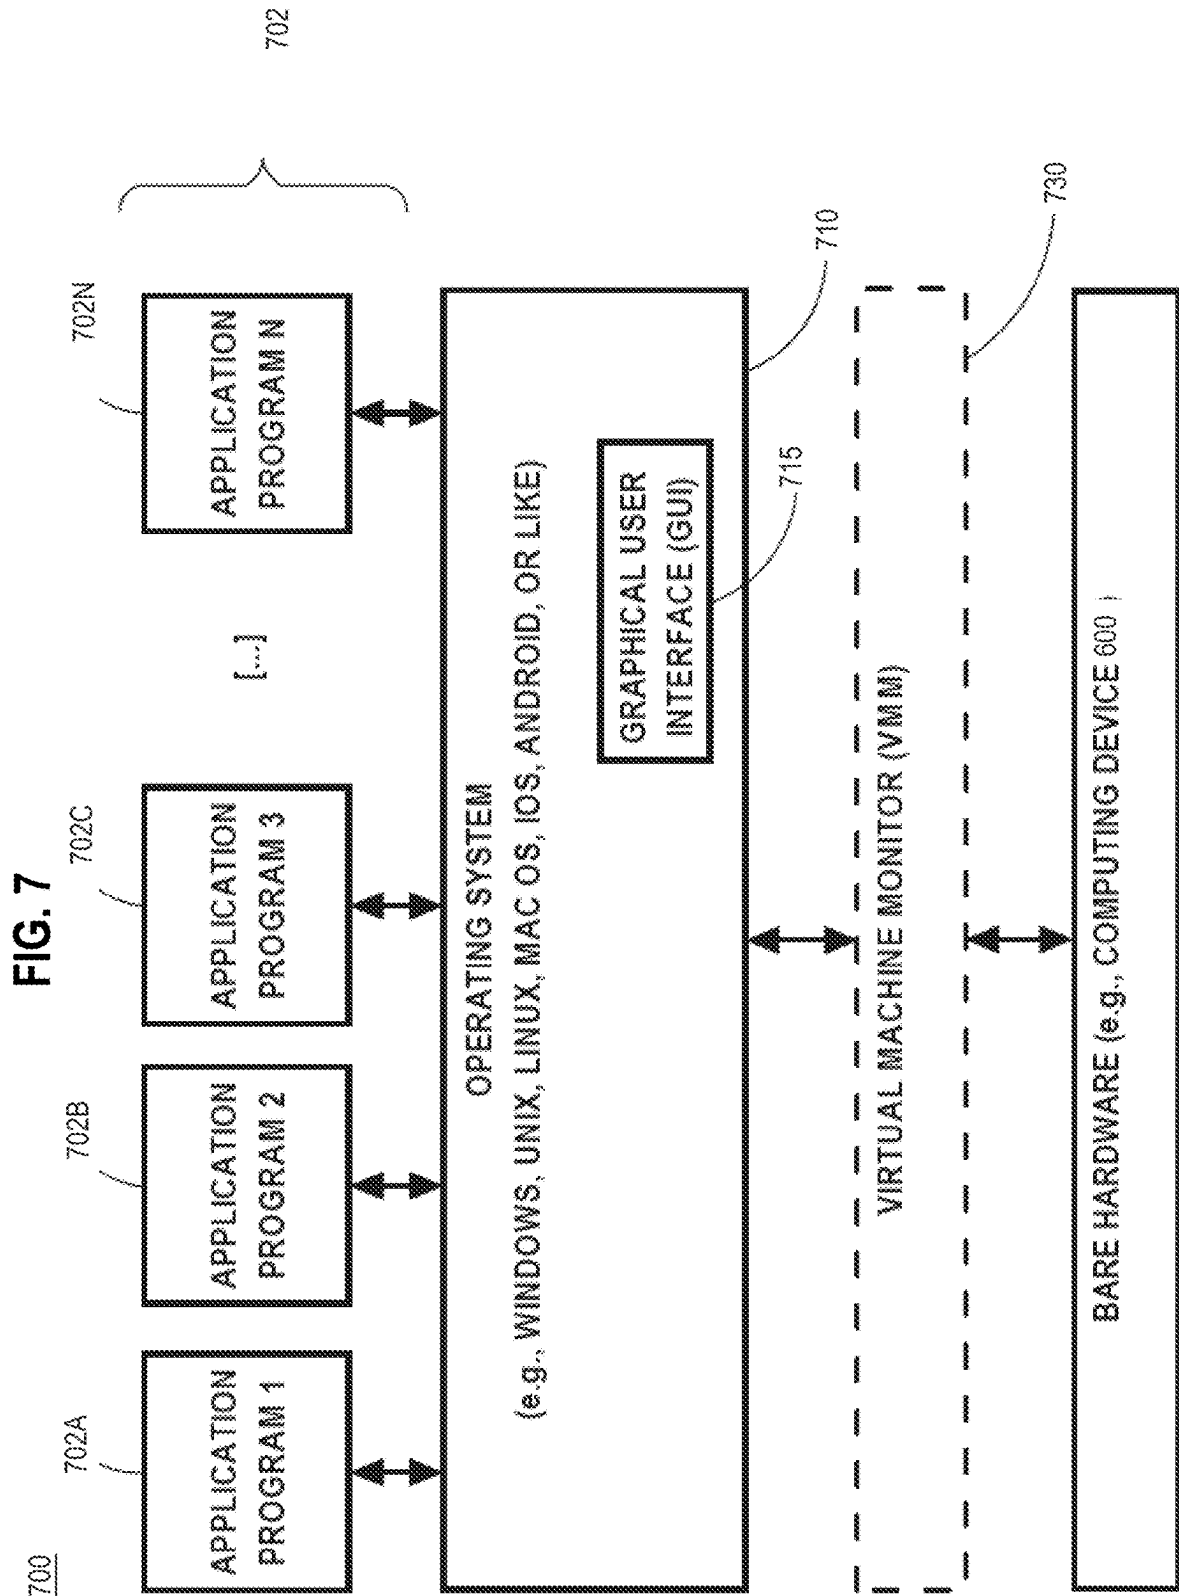 FIG. 7
700
702A
702B
702C
702N
702
APPLICATION
PROGRAM 1
APPLICATION
PROGRAM 2
APPLICATION
PROGRAM 3
[...]
APPLICATION
PROGRAM N
OPERATING SYSTEM
(e.g., WINDOWS, UNIX, LINUX, MAC OS, IOS, ANDROID, OR LIKE)
GRAPHICAL USER
INTERFACE (GUI)
710
715
VIRTUAL MACHINE MONITOR (VMM)
730
BARE HARDWARE (e.g., COMPUTING DEVICE 600 )